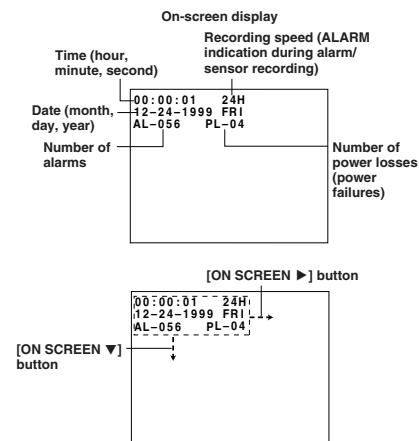 On-screen display
Time (hour,
minute, second)
Recording speed (ALARM
indication during alarm/
sensor recording)
Date (month,
day, year)
Number of
alarms
00:00:01 24H
12-24-1999 FRI
AL-056 PL-04
Number of
power losses
(power
failures)
[ON SCREEN ▶] button
00:00:01 24H
12-24-1999 FRI
AL-056 PL-04
[ON SCREEN ▼]
button